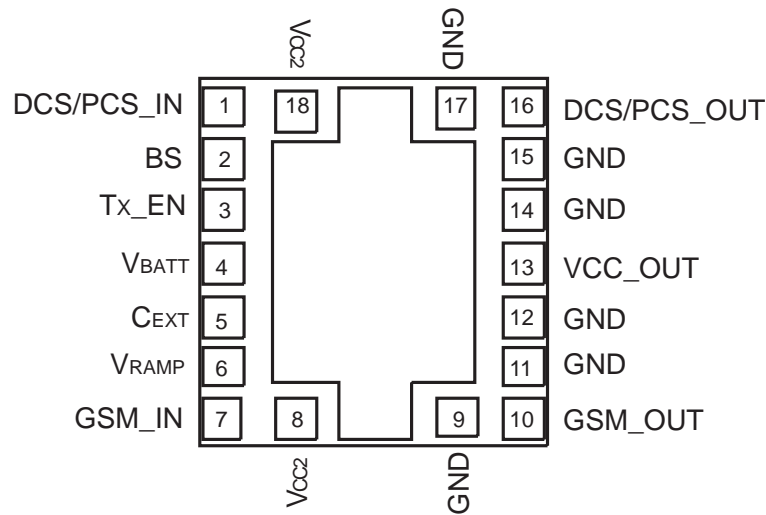 VCC2
GND
DCS/PCS_IN 1 18 17 16 DCS/PCS_OUT
BS 2 15 GND
TX_EN 3 14 GND
VBATT 4 13 VCC_OUT
CEXT 5 12 GND
VRAMP 6 11 GND
GSM_IN 7 8 9 10 GSM_OUT
VCC2
GND